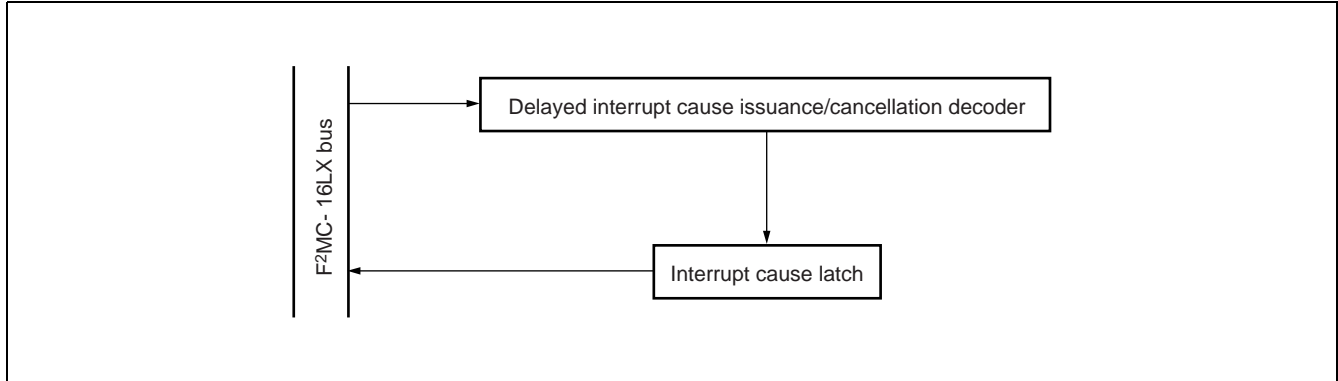 Delayed interrupt cause issuance/cancellation decoder
F²MC- 16LX bus
Interrupt cause latch